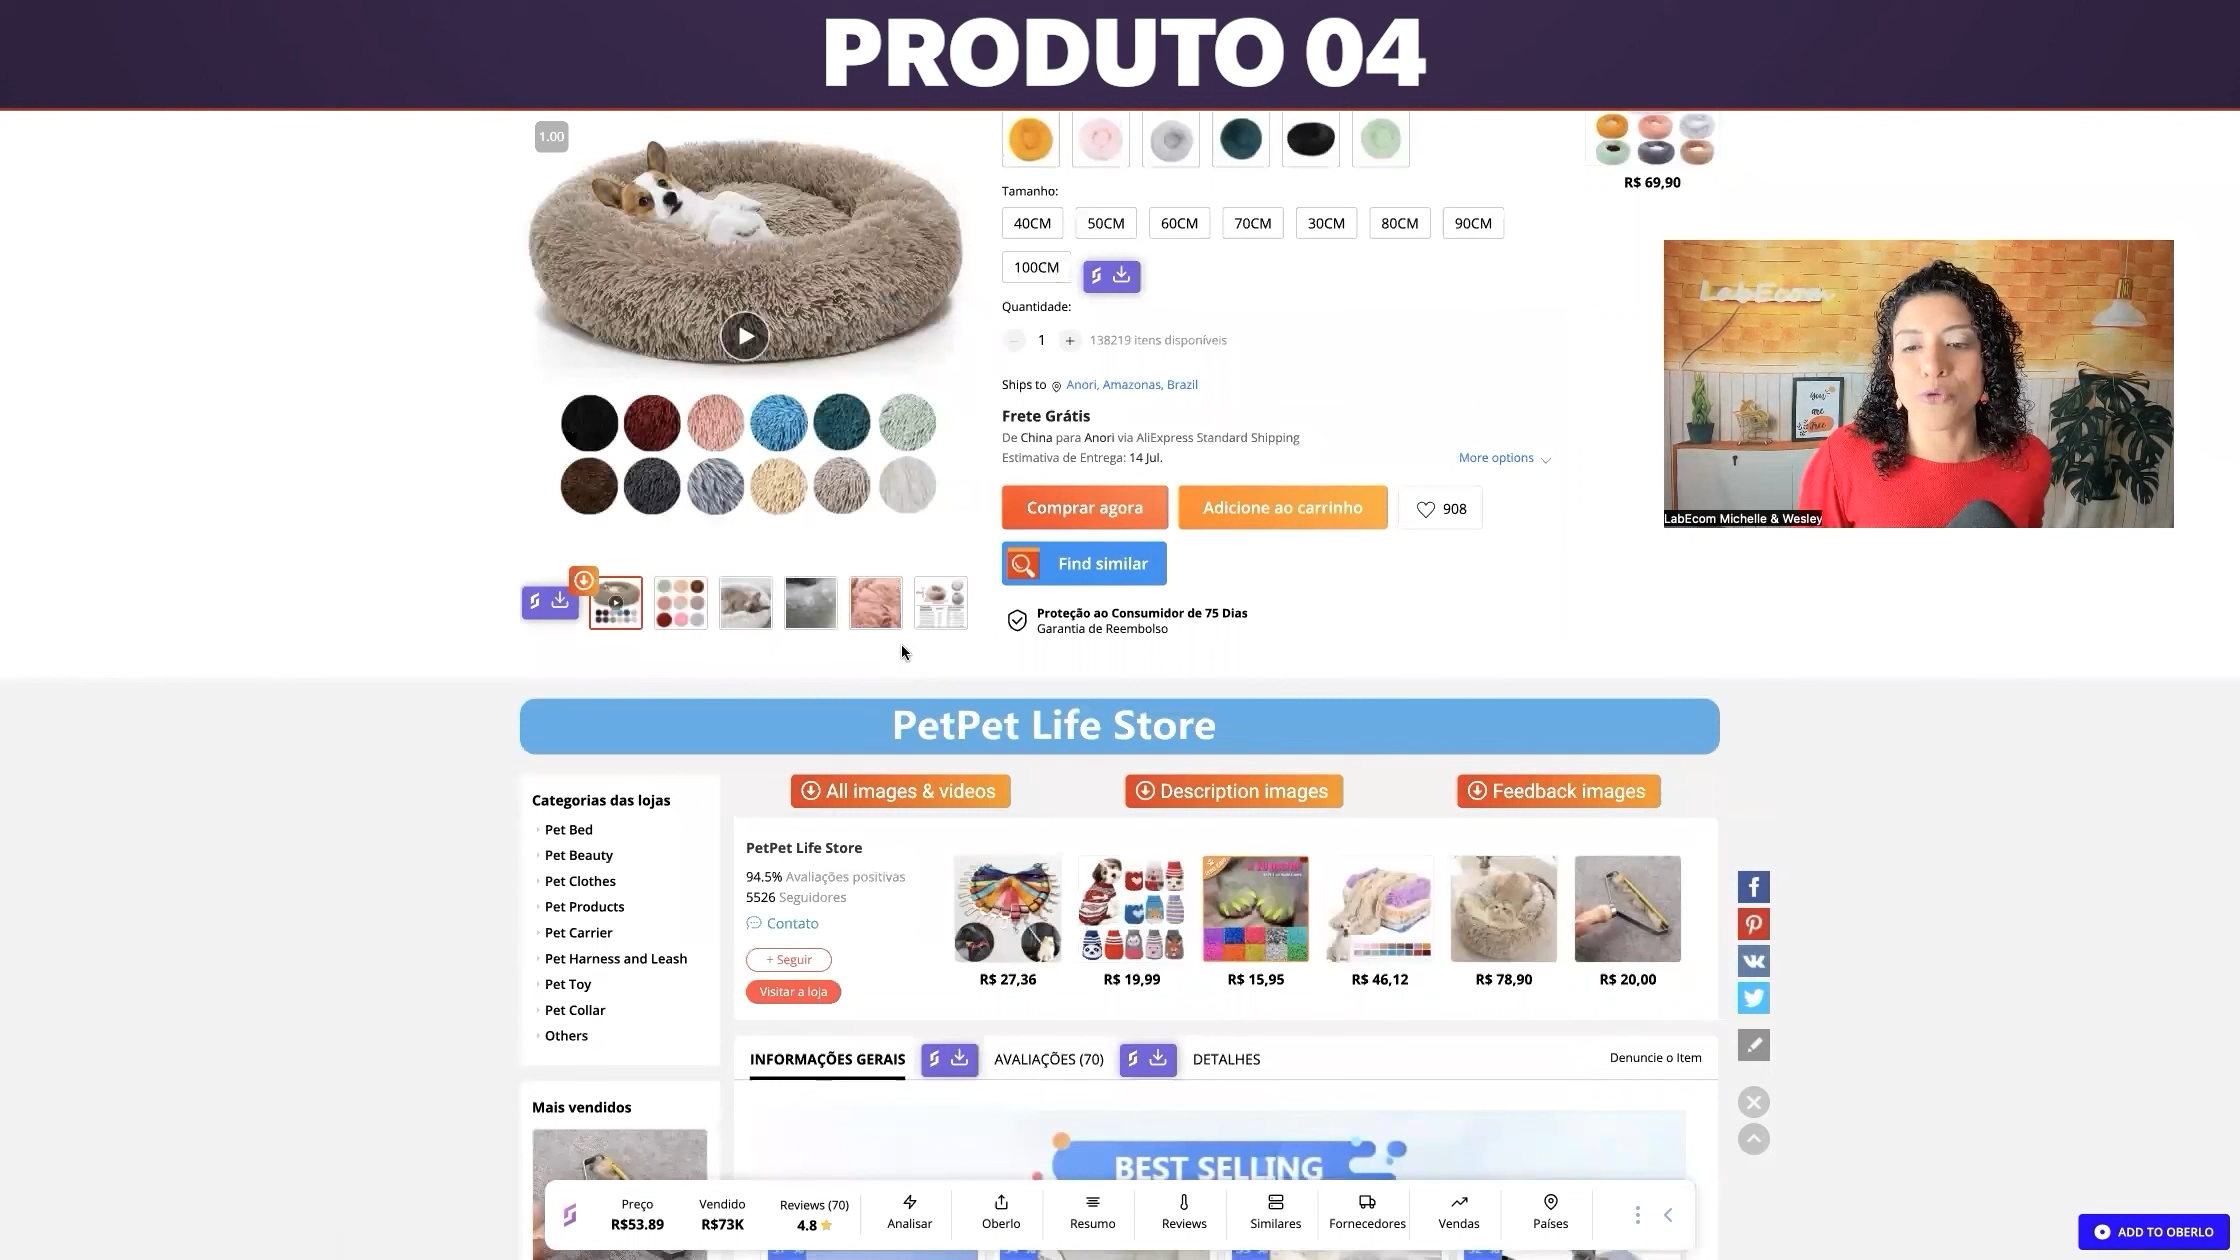 PRODUTO 04
1.00
R$ 69,90
Tamanho:
40CM
50CM
60CM
70CM
30CM
80CM
90CM
100CM
Quantidade:
1
138219 itens disponíveis
Ships to Anori, Amazonas, Brazil
Frete Grátis
De China para Anori via AliExpress Standard Shipping
Estimativa de Entrega: 14 Jul.
More options
Comprar agora
Adicione ao carrinho
908
Find similar
Proteção ao Consumidor de 75 Dias
Garantia de Reembolso
LabEcom
you are free
LabEcom Michelle & Wesley
PetPet Life Store
Categorias das lojas
Pet Bed
Pet Beauty
Pet Clothes
Pet Products
Pet Carrier
Pet Harness and Leash
Pet Toy
Pet Collar
Others
Mais vendidos
All images & videos
Description images
Feedback images
PetPet Life Store
94.5% Avaliações positivas
5526 Seguidores
Contato
+ Seguir
Visitar a loja
R$ 27,36
R$ 19,99
R$ 15,95
R$ 46,12
R$ 78,90
R$ 20,00
INFORMAÇÕES GERAIS
AVALIAÇÕES (70)
DETALHES
Denuncie o Item
BEST SELLING
Preço
R$53.89
Vendido
R$73K
Reviews (70)
4.8
Analisar
Oberlo
Resumo
Reviews
Similares
Fornecedores
Vendas
Países
ADD TO OBERLO